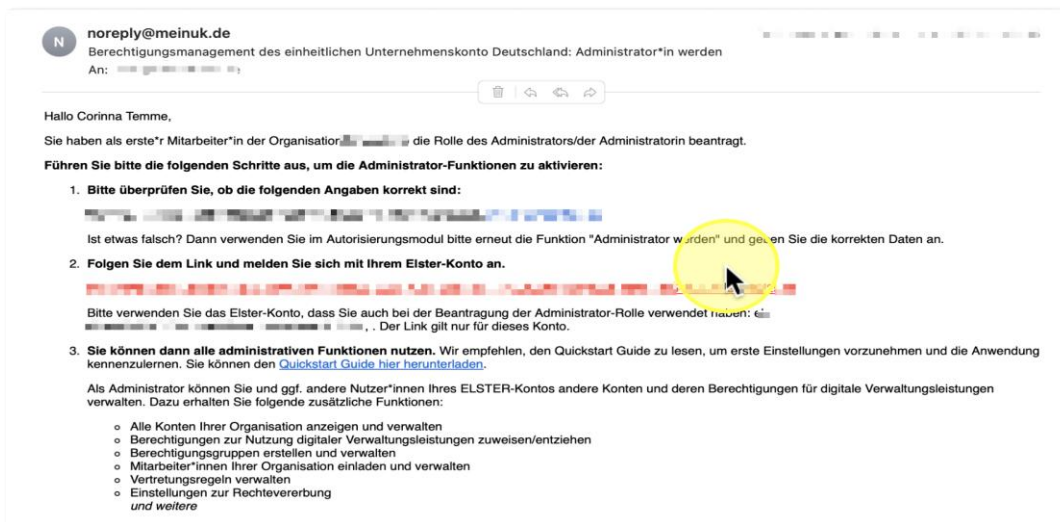 N
noreply@meinuk.de
Berechtigungsmanagement des einheitlichen Unternehmenskonto Deutschland: Administrator*in werden
An:
Hallo Corinna Temme,
Sie haben als erste*r Mitarbeiter*in der Organisation die Rolle des Administrators/der Administratorin beantragt.
Führen Sie bitte die folgenden Schritte aus, um die Administrator-Funktionen zu aktivieren:
1. Bitte überprüfen Sie, ob die folgenden Angaben korrekt sind:
Ist etwas falsch? Dann verwenden Sie im Autorisierungsmodul bitte erneut die Funktion "Administrator werden" und geben Sie die korrekten Daten an.
2. Folgen Sie dem Link und melden Sie sich mit Ihrem Elster-Konto an.
Bitte verwenden Sie das Elster-Konto, dass Sie auch bei der Beantragung der Administrator-Rolle verwendet haben:
, . Der Link gilt nur für dieses Konto.
3. Sie können dann alle administrativen Funktionen nutzen. Wir empfehlen, den Quickstart Guide zu lesen, um erste Einstellungen vorzunehmen und die Anwendung
kennenzulernen. Sie können den Quickstart Guide hier herunterladen.
Als Administrator können Sie und ggf. andere Nutzer*innen Ihres ELSTER-Kontos andere Konten und deren Berechtigungen für digitale Verwaltungsleistungen
verwalten. Dazu erhalten Sie folgende zusätzliche Funktionen:
Alle Konten Ihrer Organisation anzeigen und verwalten
Berechtigungen zur Nutzung digitaler Verwaltungsleistungen zuweisen/entziehen
Berechtigungsgruppen erstellen und verwalten
Mitarbeiter*innen Ihrer Organisation einladen und verwalten
Vertretungsregeln verwalten
Einstellungen zur Rechtevererbung
und weitere